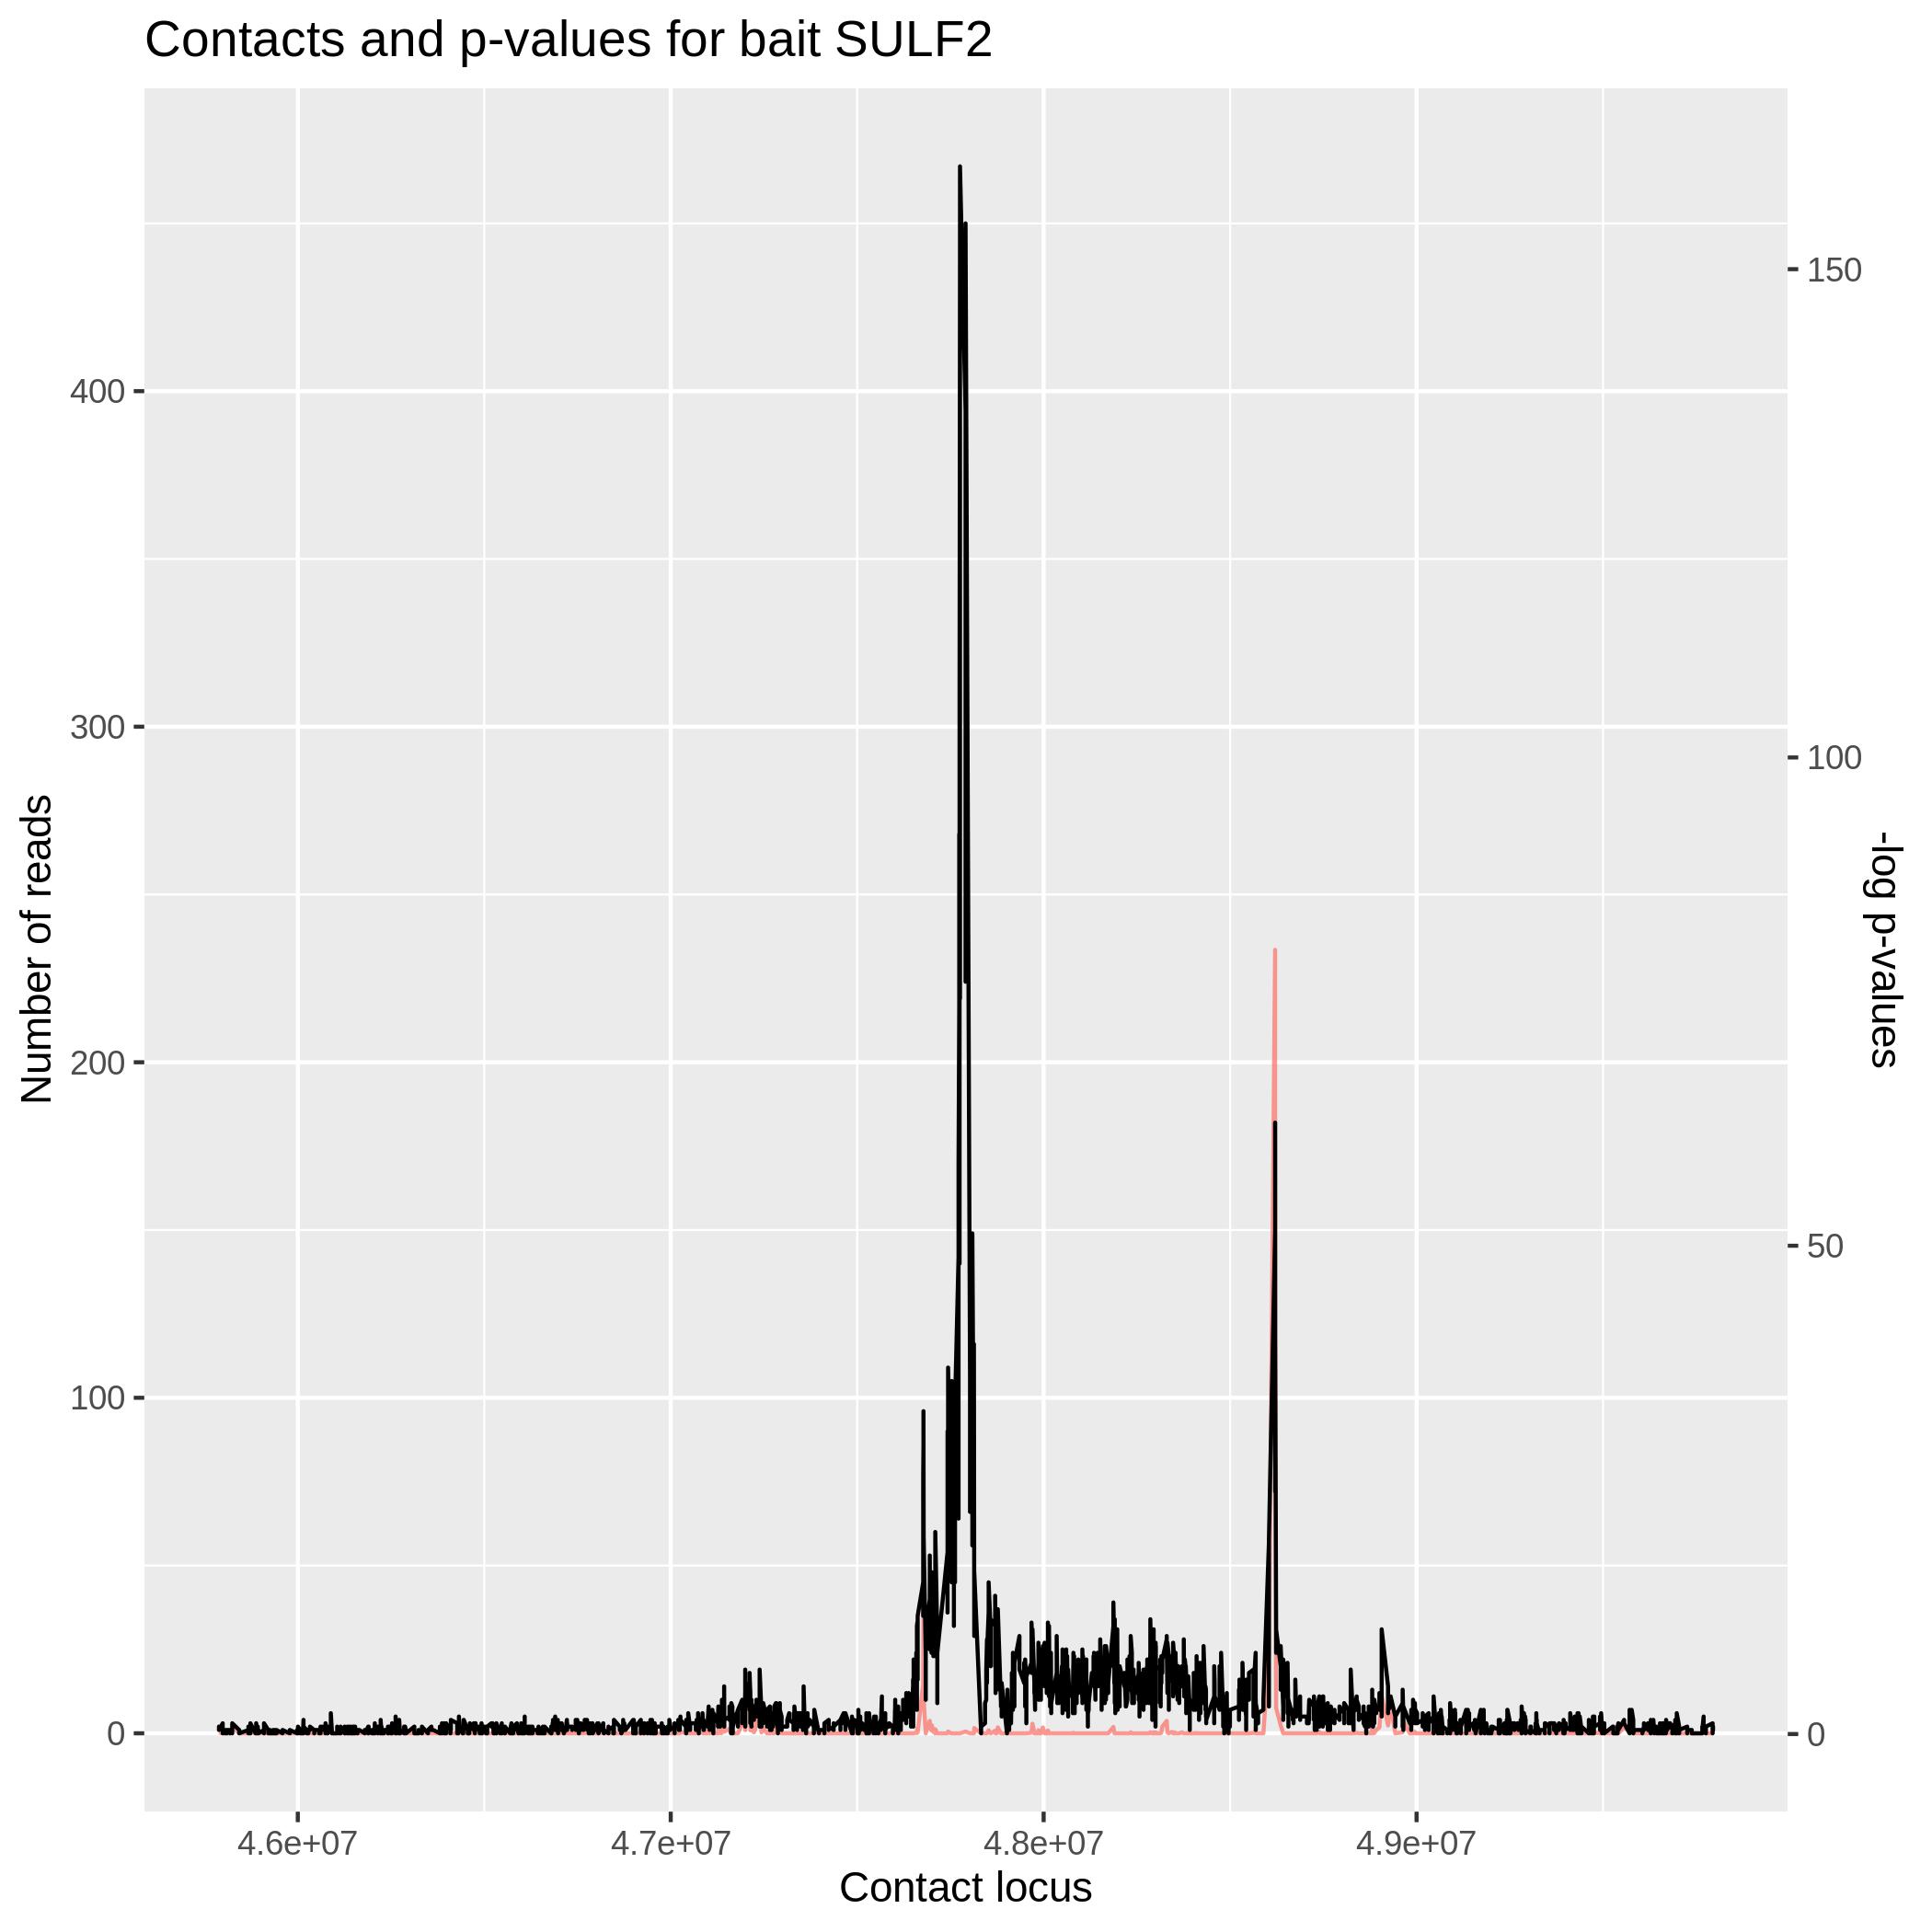 Contacts and p-values for bait SULF2
Number of reads
400
300
200
100
0
150
100
50
0
-log p-values
4.6e+07
4.7e+07
4.8e+07
4.9e+07
Contact locus